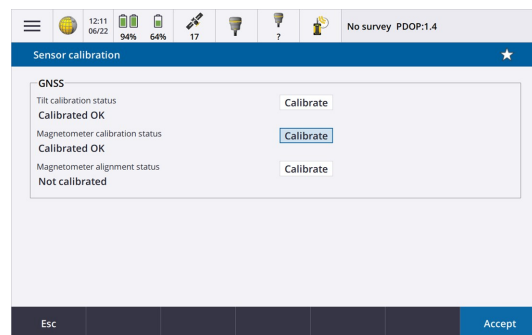 12:11
06/22
94%
64%
17
?
No survey PDOP:1.4
Sensor calibration
GNSS
Tilt calibration status
Calibrate
Calibrated OK
Magnetometer calibration status
Calibrate
Calibrated OK
Magnetometer alignment status
Calibrate
Not calibrated
Esc
Accept